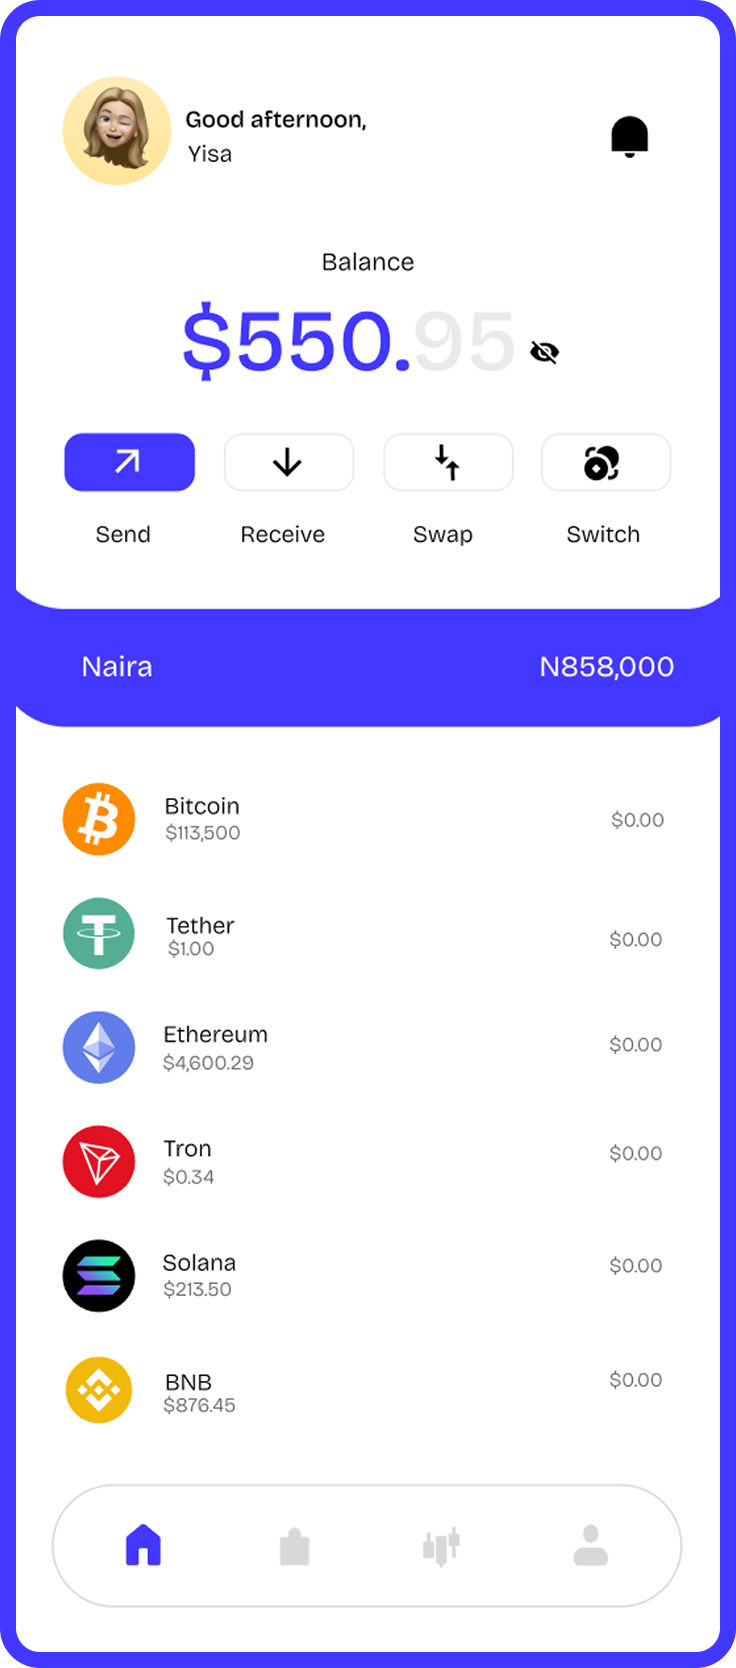 Good afternoon,
Yisa
Balance
$550.95
Send Receive Swap Switch
Naira N858,000
Bitcoin
$113,500 $0.00
Tether
$1.00 $0.00
Ethereum
$4,600.29 $0.00
Tron
$0.34 $0.00
Solana
$213.50 $0.00
BNB
$876.45 $0.00